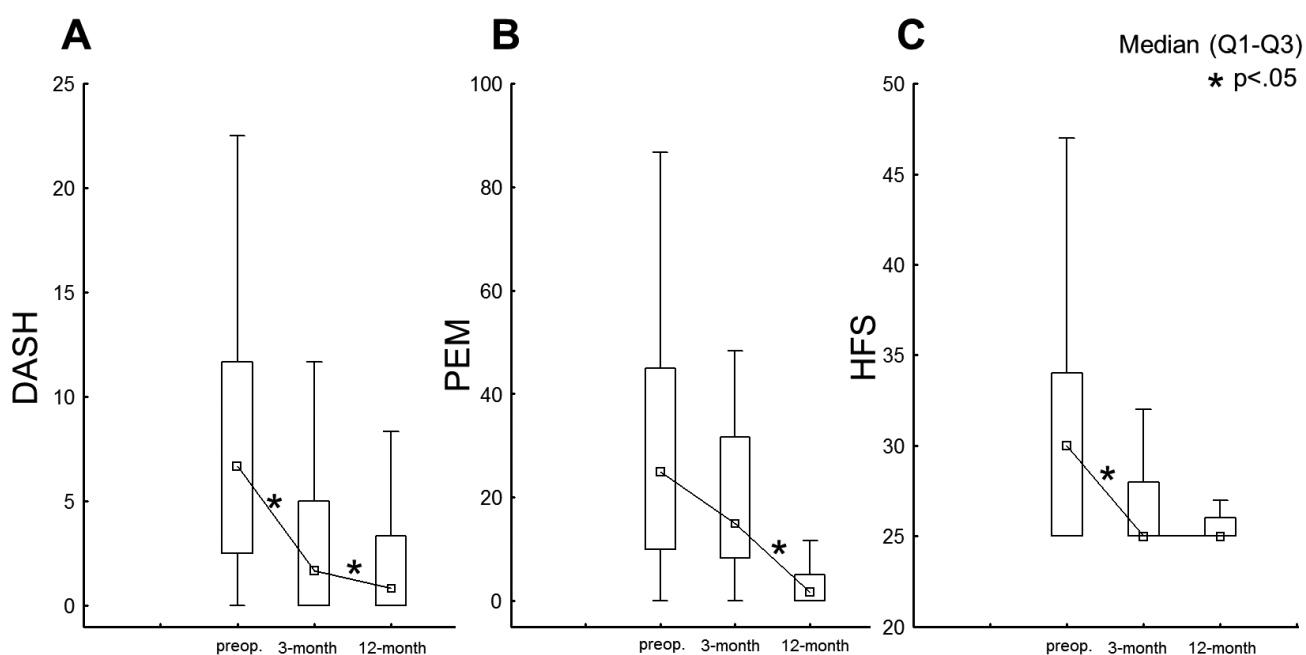 A
B
C
Median (Q1-Q3)
* p<.05
DASH
25
20
15
10
5
0
*
*
preop.
3-month
12-month
PEM
100
80
60
40
20
0
*
preop.
3-month
12-month
HFS
50
45
40
35
30
25
20
*
preop.
3-month
12-month